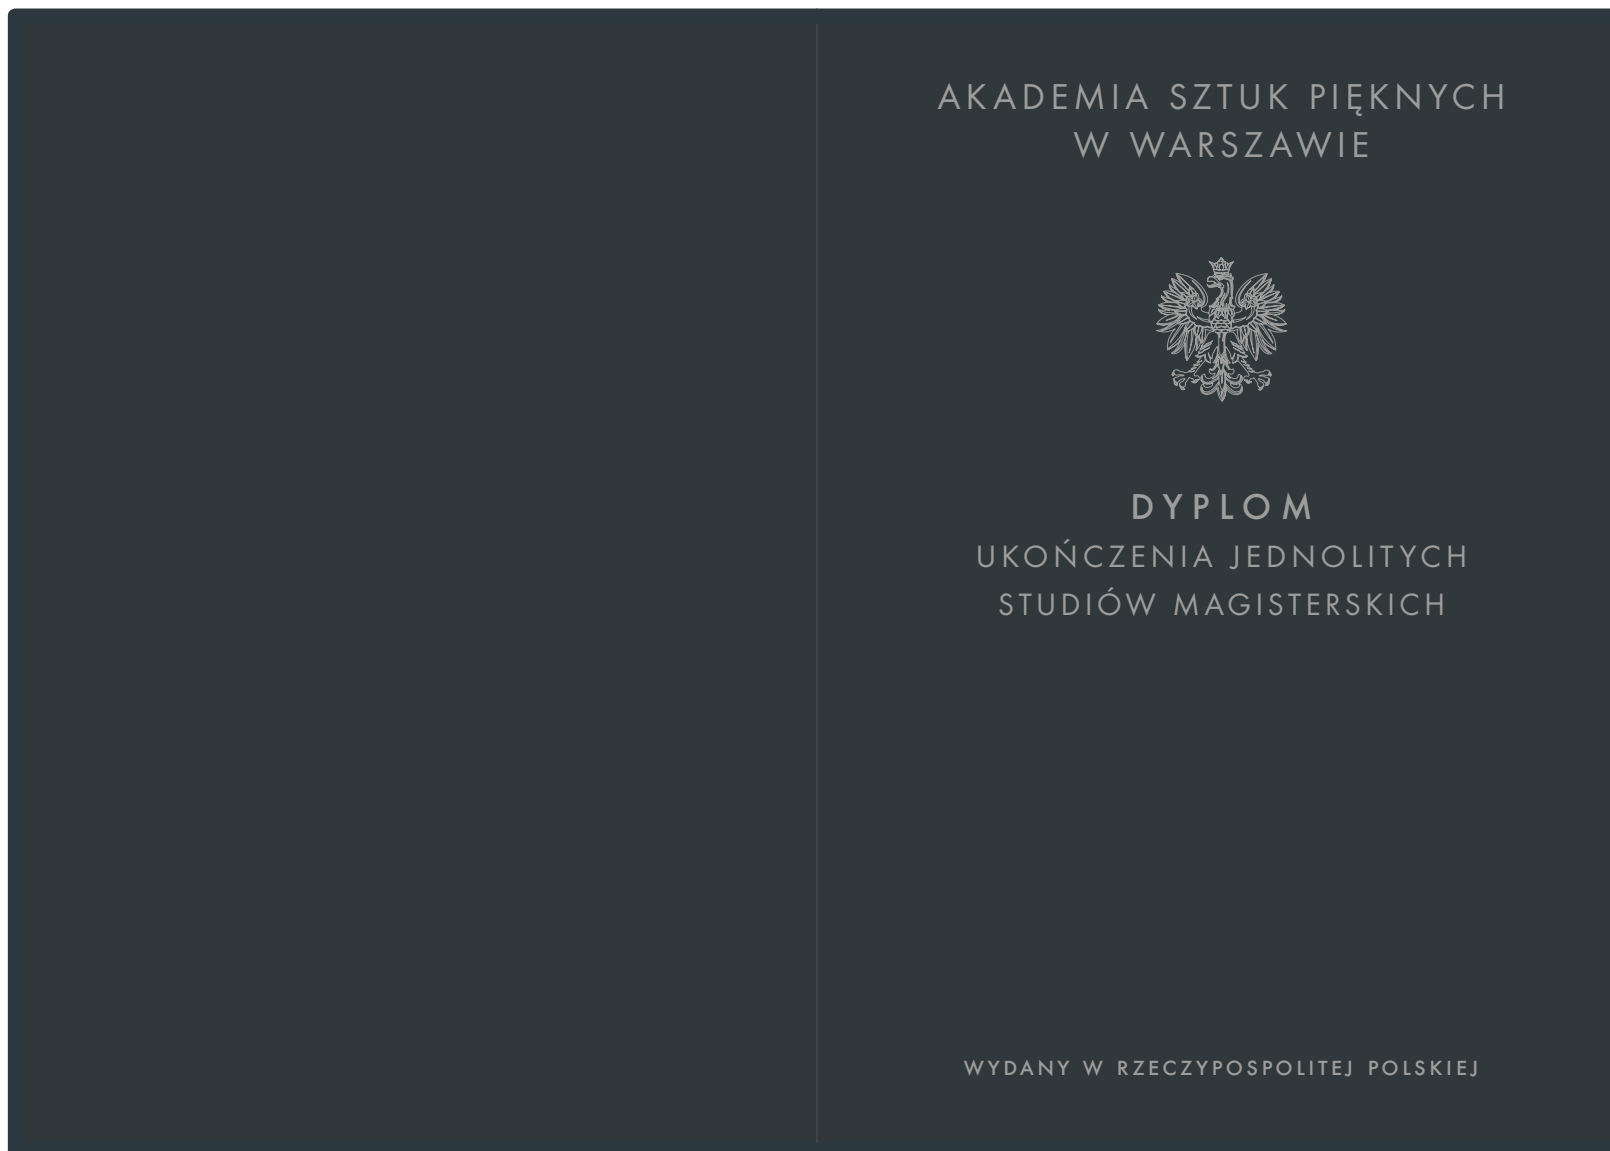 AKADEMIA SZTUK PIĘKNYCH
W WARSZAWIE
DYPLOM
UKOŃCZENIA JEDNOLITYCH
STUDIÓW MAGISTERSKICH
WYDANY W RZECZYPOSPOLITEJ POLSKIEJ